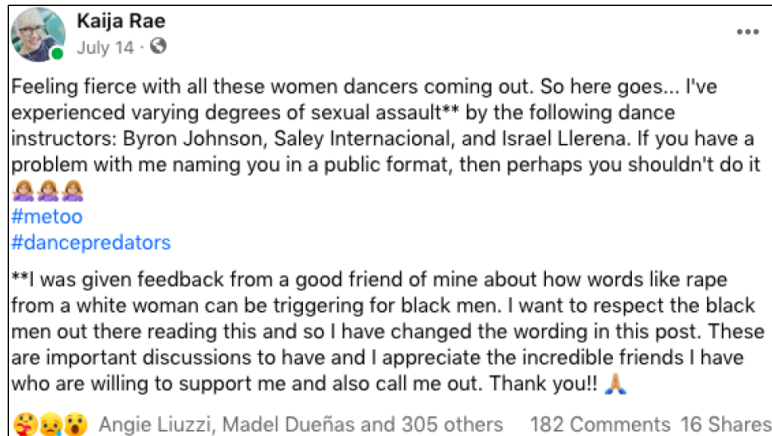 Kaija Rae
July 14 ·
Feeling fierce with all these women dancers coming out. So here goes... I've
experienced varying degrees of sexual assault** by the following dance
instructors: Byron Johnson, Saley Internacional, and Israel Llerena. If you have a
problem with me naming you in a public format, then perhaps you shouldn't do it
🤷🏼‍♀️🤷🏼‍♀️🤷🏼‍♀️
#metoo
#dancepredators
**I was given feedback from a good friend of mine about how words like rape
from a white woman can be triggering for black men. I want to respect the black
men out there reading this and so I have changed the wording in this post. These
are important discussions to have and I appreciate the incredible friends I have
who are willing to support me and also call me out. Thank you!! 🙏🏼
Angie Liuzzi, Madel Dueñas and 305 others 182 Comments 16 Shares